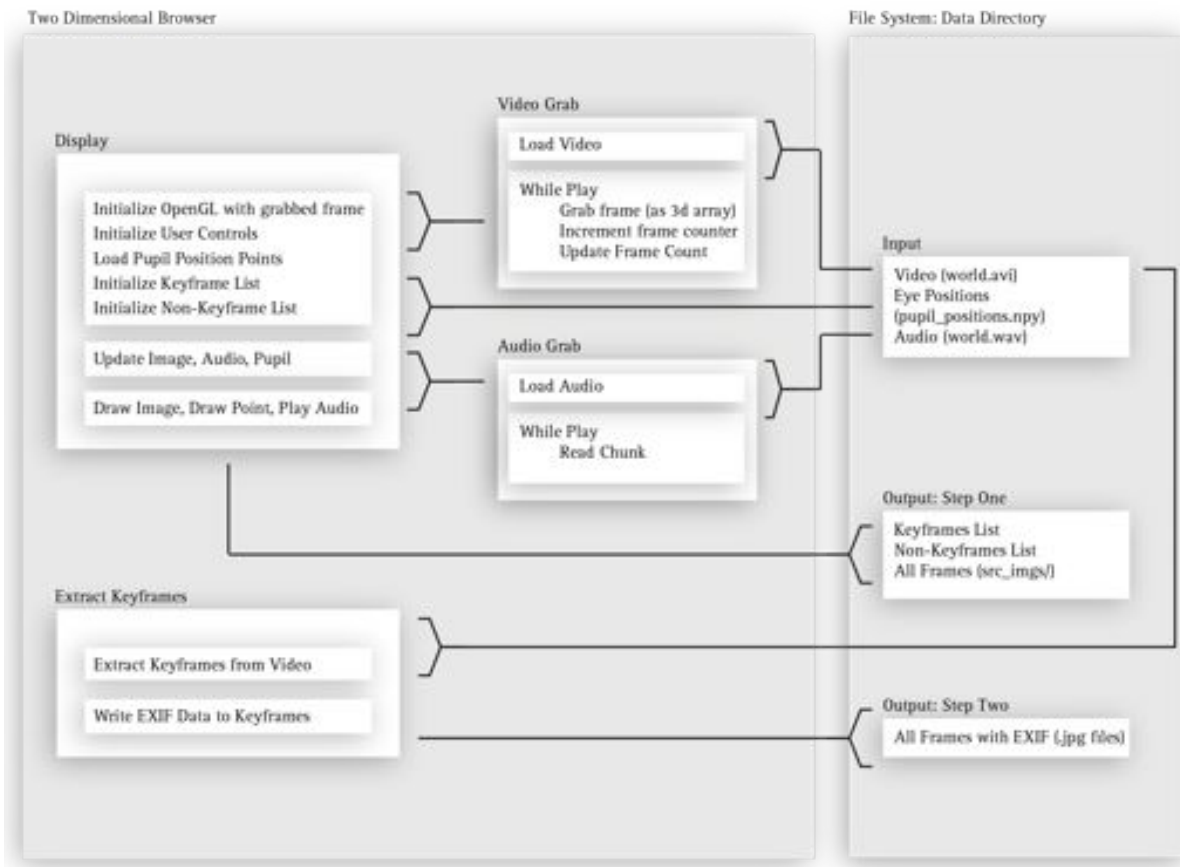 Two Dimensional Browser
File System: Data Directory
Video Grab
Load Video
While Play
Grab frame (as 3d array)
Increment frame counter
Update Frame Count
Display
Initialize OpenGL with grabbed frame
Initialize User Controls
Load Pupil Position Points
Initialize Keyframe List
Initialize Non-Keyframe List
Update Image, Audio, Pupil
Draw Image, Draw Point, Play Audio
Audio Grab
Load Audio
While Play
Read Chunk
Input
Video (world.avi)
Eye Positions
(pupil_positions.npy)
Audio (world.wav)
Output: Step One
Keyframes List
Non-Keyframes List
All Frames (src_imgs/)
Extract Keyframes
Extract Keyframes from Video
Write EXIF Data to Keyframes
Output: Step Two
All Frames with EXIF (.jpg files)